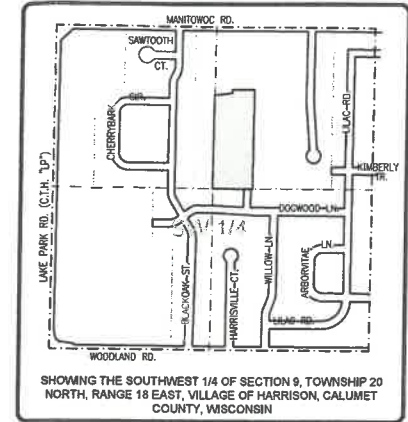 MANITOWOC RD.
SAWTOOTH
CT.
CIR.
CHERRYBARK
LILAC-RD.
KIMBERLY
TR.
LAKE PARK RD. (C.T.H. "LP")
DOGWOOD-LN.
SW 1/4
BLACKOAK-ST.
HARRISVILLE-CT.
WILLOW-LN.
ARBORVITAE
LN.
LILAC-RD.
WOODLAND RD.
SHOWING THE SOUTHWEST 1/4 OF SECTION 9, TOWNSHIP 20
NORTH, RANGE 18 EAST, VILLAGE OF HARRISON, CALUMET
COUNTY, WISCONSIN